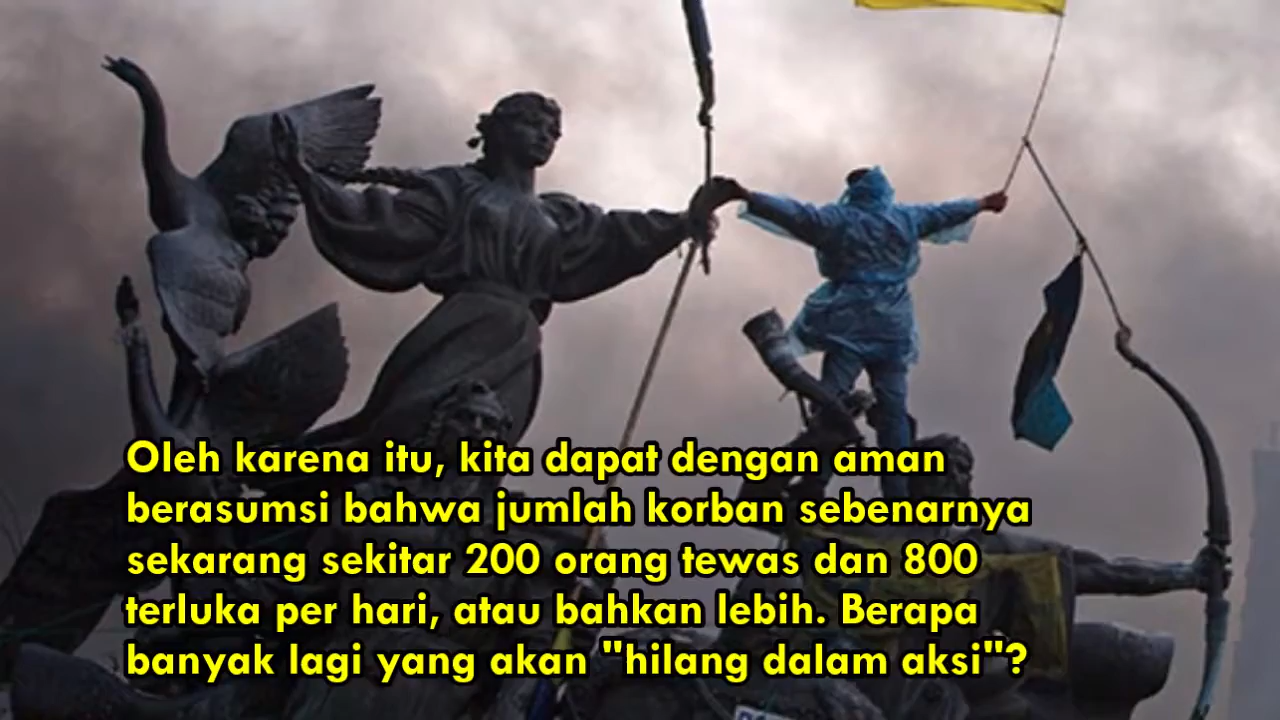 Oleh karena itu, kita dapat dengan aman
berasumsi bahwa jumlah korban sebenarnya
sekarang sekitar 200 orang tewas dan 800
terluka per hari, atau bahkan lebih. Berapa
banyak lagi yang akan "hilang dalam aksi"?